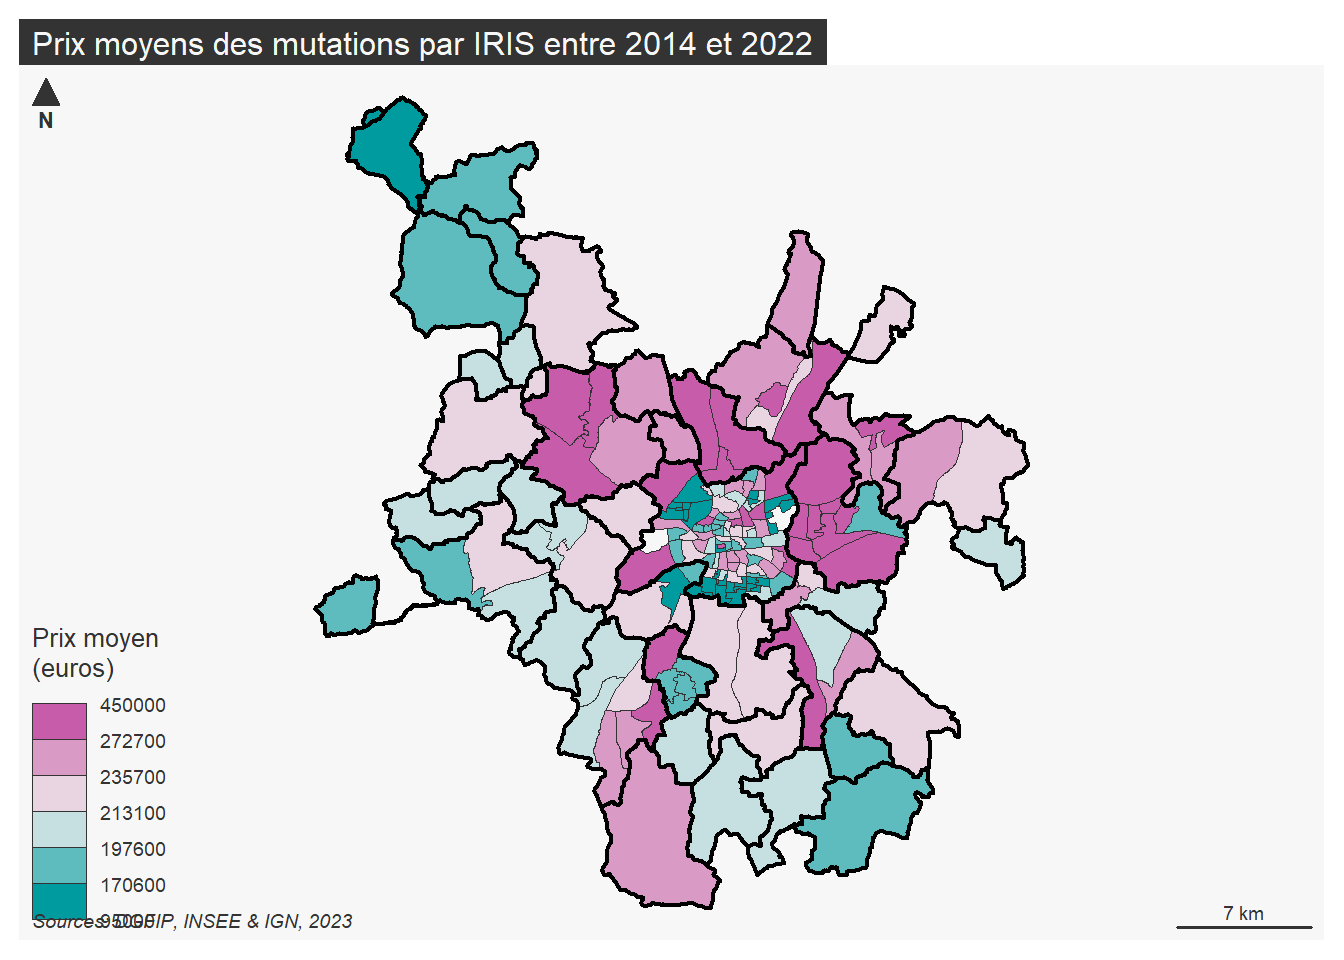 Prix moyens des mutations par IRIS entre 2014 et 2022
N
Prix moyen
(euros)
450000
272700
235700
213100
197600
170600
Sources: DGFIP, INSEE & IGN, 2023
7 km